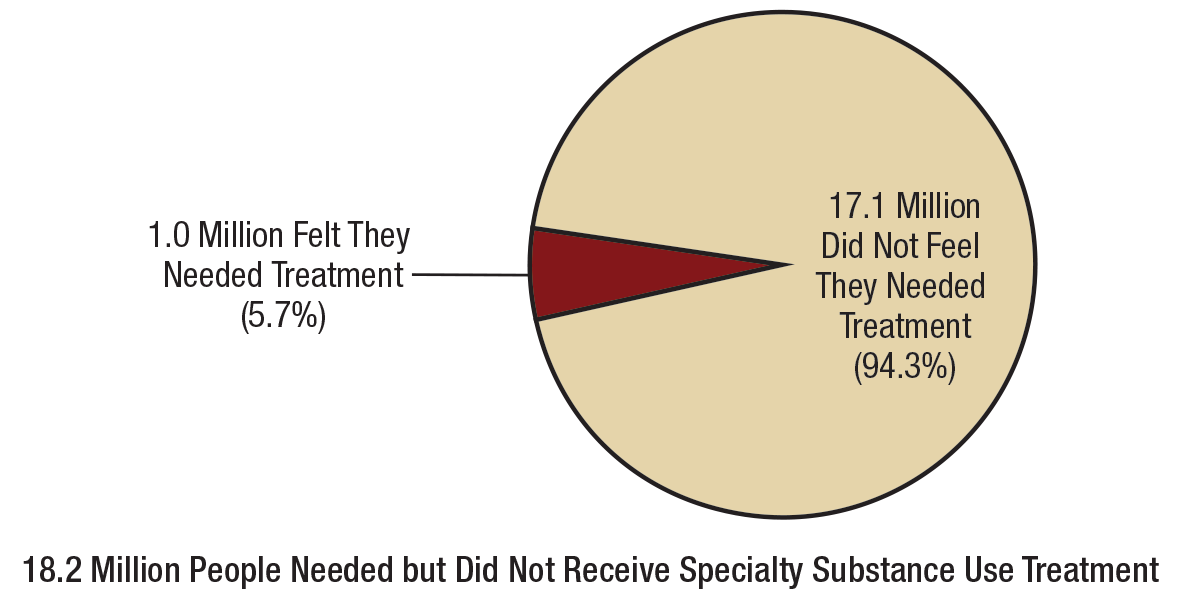 1.0 Million Felt They
Needed Treatment
(5.7%)
17.1 Million
Did Not Feel
They Needed
Treatment
(94.3%)
18.2 Million People Needed but Did Not Receive Specialty Substance Use Treatment